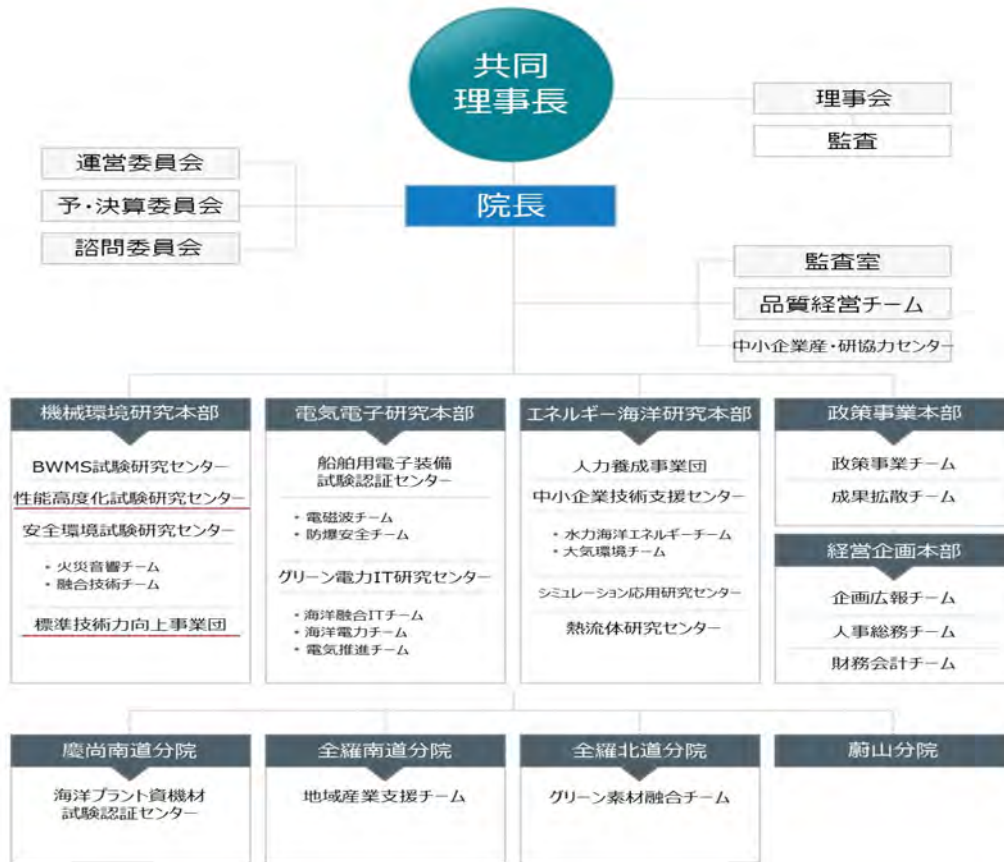 共同
理事長
理事会
監査
運営委員会
予・決算委員会
諮問委員会
院長
監査室
品質経営チーム
中小企業産・研協力センター
機械環境研究本部
BWMS試験研究センター
性能高度化試験研究センター
安全環境試験研究センター
・火災音響チーム
・融合技術チーム
標準技術力向上事業団
電気電子研究本部
船舶用電子装備
試験認証センター
・電磁波チーム
・防爆安全チーム
グリーン電力IT研究センター
・海洋融合ITチーム
・海洋電力チーム
・電気推進チーム
エネルギー海洋研究本部
人力養成事業団
中小企業技術支援センター
・水力海洋エネルギーチーム
・大気環境チーム
シミュレーション応用研究センター
熱流体研究センター
政策事業本部
政策事業チーム
成果拡散チーム
経営企画本部
企画広報チーム
人事総務チーム
財務会計チーム
慶尚南道分院
海洋プラント資機材
試験認証センター
全羅南道分院
地域産業支援チーム
全羅北道分院
グリーン素材融合チーム
蔚山分院